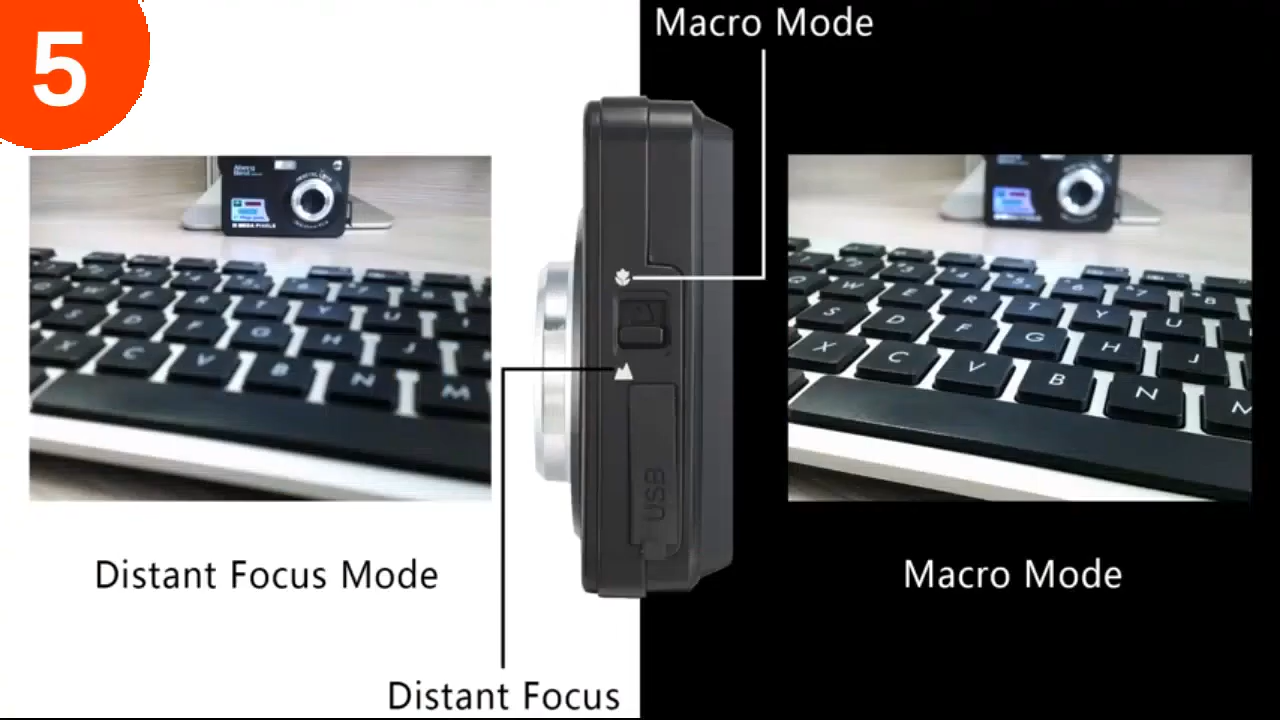 5
Macro Mode
USB
Distant Focus Mode
Macro Mode
Distant Focus
Q W E R T Y U
S D F G H J
X C V B N M
W E R T Y U
S D F G H J
X C V B N M